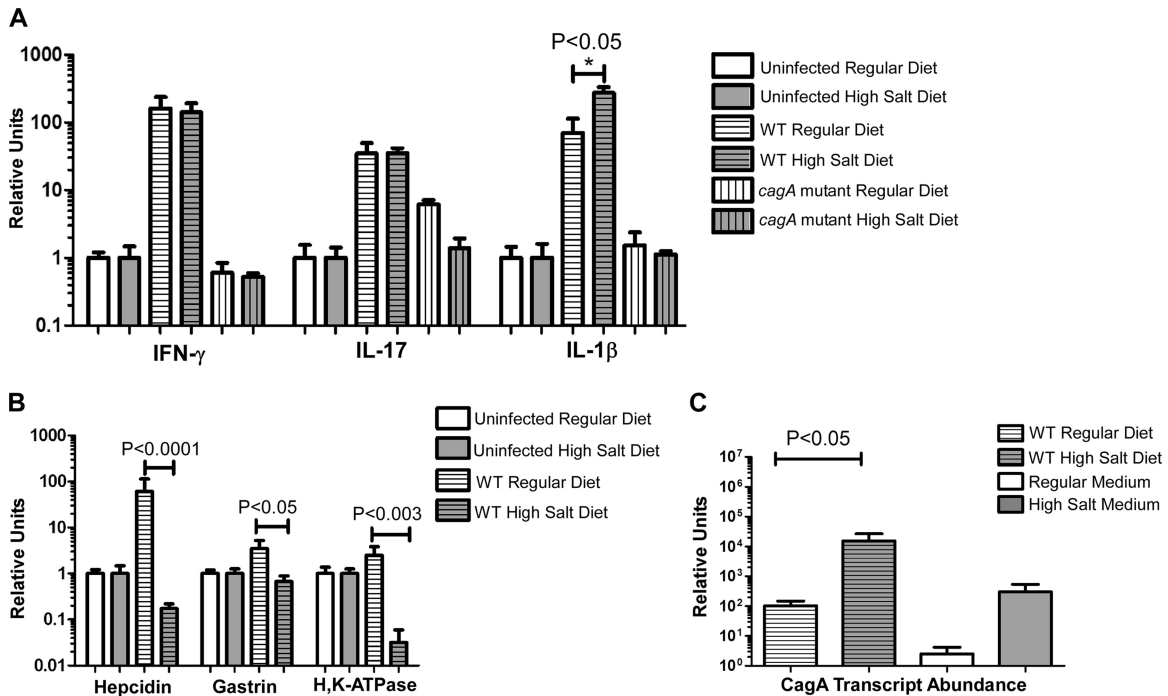 A
Relative Units
1000
100
10
1
0.1
P<0.05
*
IFN-γ
IL-17
IL-1β
Uninfected Regular Diet
Uninfected High Salt Diet
WT Regular Diet
WT High Salt Diet
cagA mutant Regular Diet
cagA mutant High Salt Diet
B
Relative Units
1000
100
10
1
0.1
0.01
P<0.0001
P<0.05
P<0.003
Hepcidin
Gastrin
H,K-ATPase
Uninfected Regular Diet
Uninfected High Salt Diet
WT Regular Diet
WT High Salt Diet
C
Relative Units
10⁷
10⁶
10⁵
10⁴
10³
10²
10¹
10⁰
P<0.05
CagA Transcript Abundance
WT Regular Diet
WT High Salt Diet
Regular Medium
High Salt Medium